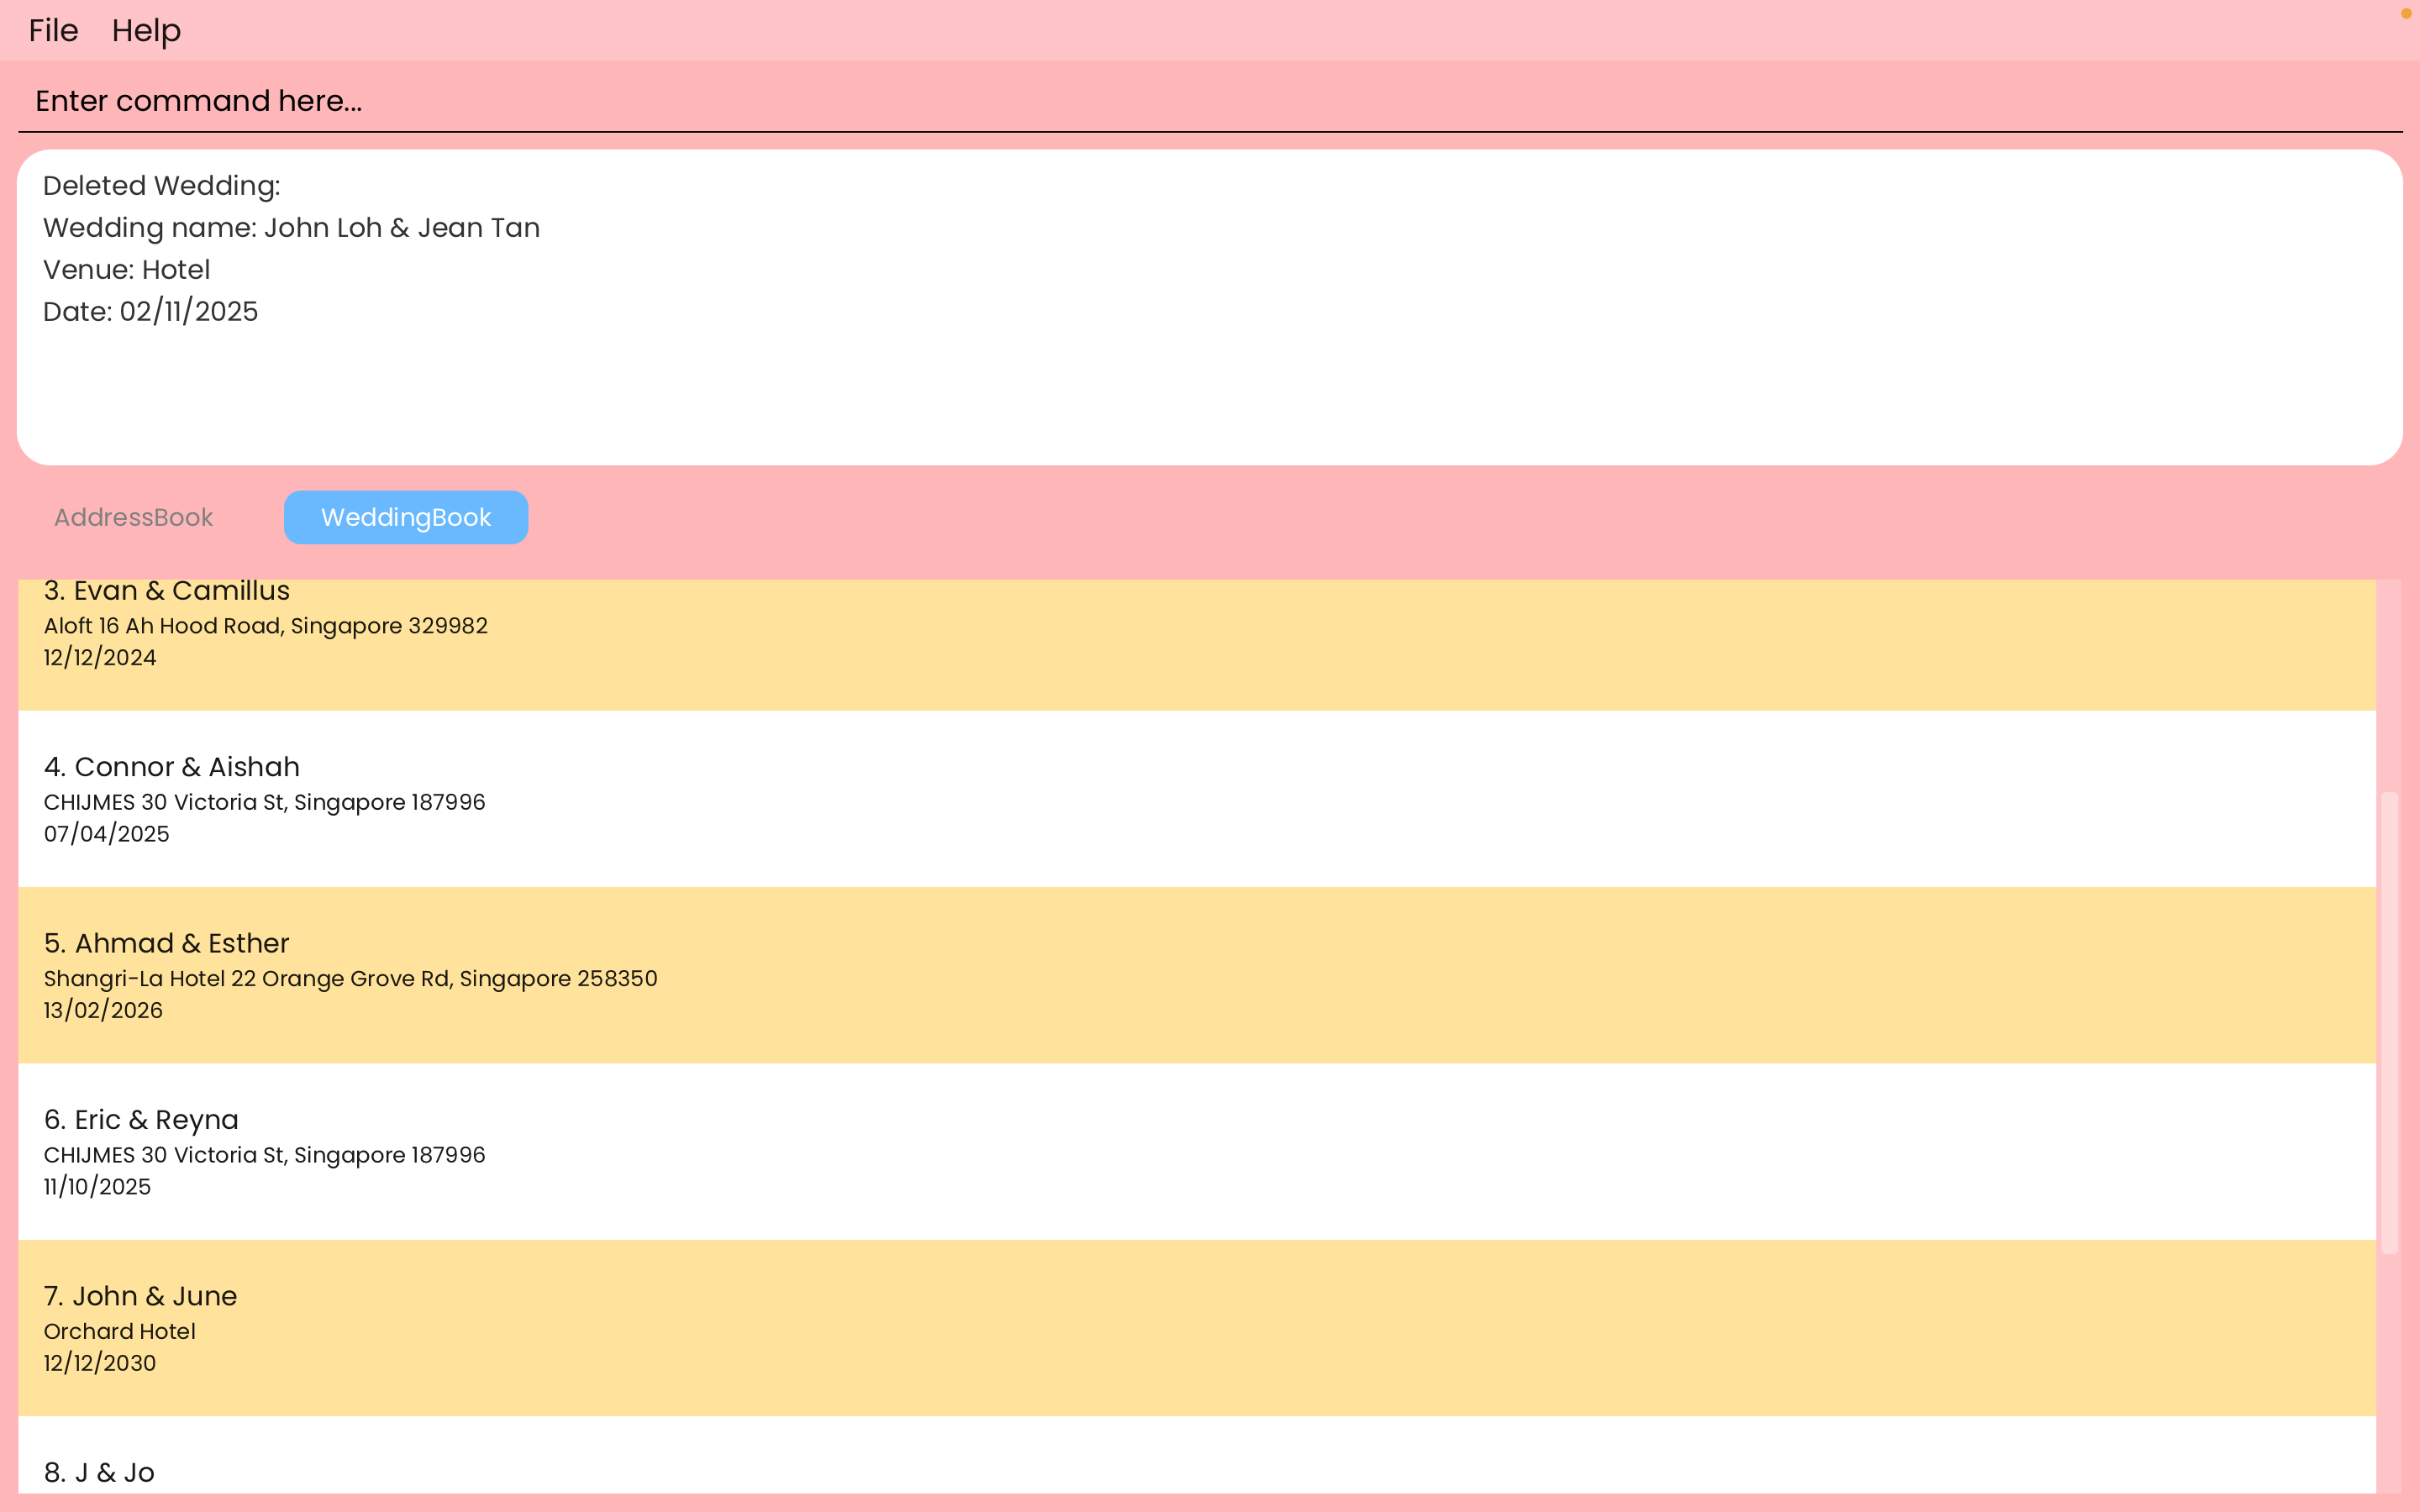 File Help
Enter command here...
Deleted Wedding:
Wedding name: John Loh & Jean Tan
Venue: Hotel
Date: 02/11/2025
AddressBook WeddingBook
3. Evan & Camillus
Aloft 16 Ah Hood Road, Singapore 329982
12/12/2024
4. Connor & Aishah
CHIJMES 30 Victoria St, Singapore 187996
07/04/2025
5. Ahmad & Esther
Shangri-La Hotel 22 Orange Grove Rd, Singapore 258350
13/02/2026
6. Eric & Reyna
CHIJMES 30 Victoria St, Singapore 187996
11/10/2025
7. John & June
Orchard Hotel
12/12/2030
8. J & Jo